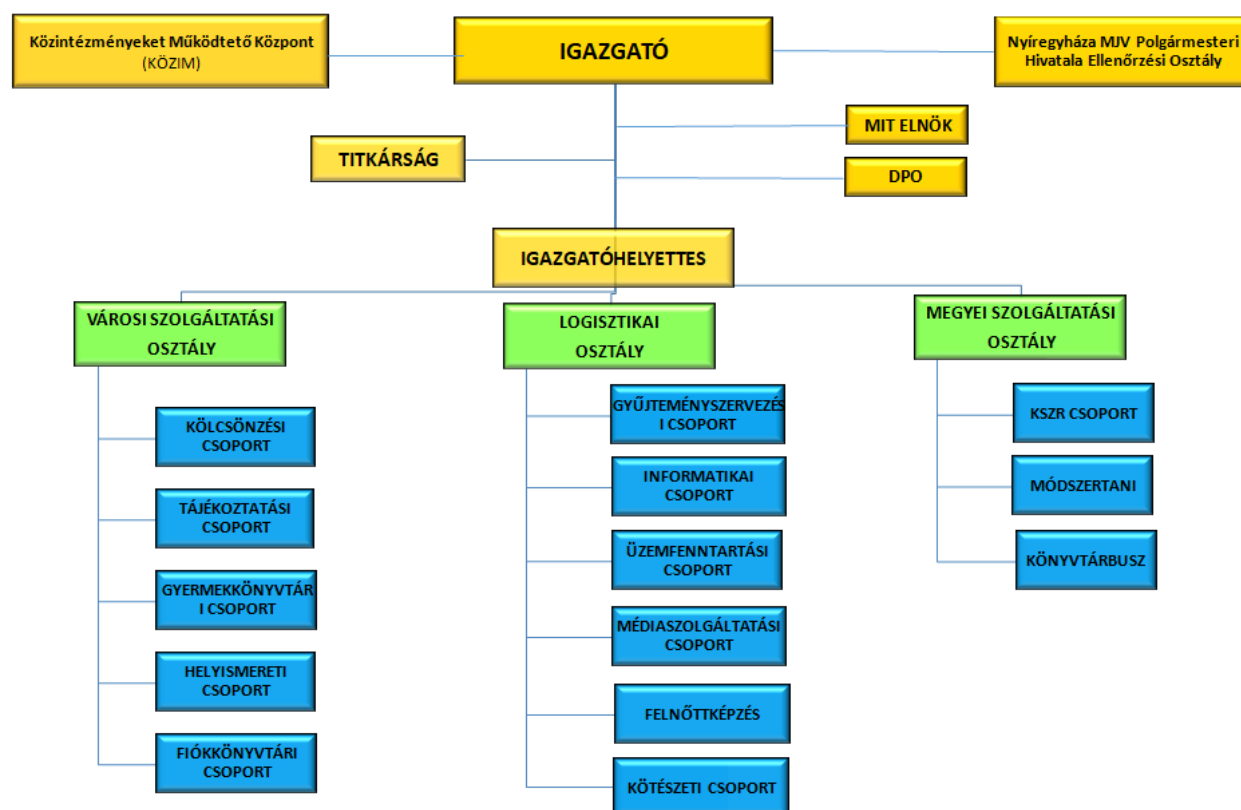 Közintézményeket Működtető Központ
(KÖZIM)
IGAZGATÓ
Nyíregyháza MJV Polgármesteri
Hivatala Ellenőrzési Osztály
MIT ELNÖK
TITKÁRSÁG
DPO
IGAZGATÓHELYETTES
VÁROSI SZOLGÁLTATÁSI
OSZTÁLY
LOGISZTIKAI
OSZTÁLY
MEGYEI SZOLGÁLTATÁSI
OSZTÁLY
KÖLCSÖNZÉSI
CSOPORT
TÁJÉKOZTATÁSI
CSOPORT
GYERMEKKÖNYVTÁR
I CSOPORT
HELYISMERETI
CSOPORT
FIÓKKÖNYVTÁRI
CSOPORT
GYŰJTEMÉNYSZERVEZÉS
I CSOPORT
INFORMATIKAI
CSOPORT
ÜZEMFENNTARTÁSI
CSOPORT
MÉDIASZOLGÁLTATÁSI
CSOPORT
FELNŐTTKÉPZÉS
KÖTÉSZETI CSOPORT
KSZR CSOPORT
MÓDSZERTANI
KÖNYVTÁRBUSZ